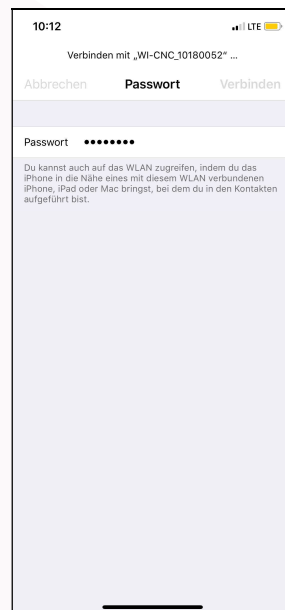 10:12 LTE
Verbinden mit „WI-CNC_10180052“ ...
Abbrechen Passwort Verbinden
Passwort ••••••••
Du kannst auch auf das WLAN zugreifen, indem du das
iPhone in die Nähe eines mit diesem WLAN verbundenen
iPhone, iPad oder Mac bringst, bei dem du in den Kontakten
aufgeführt bist.